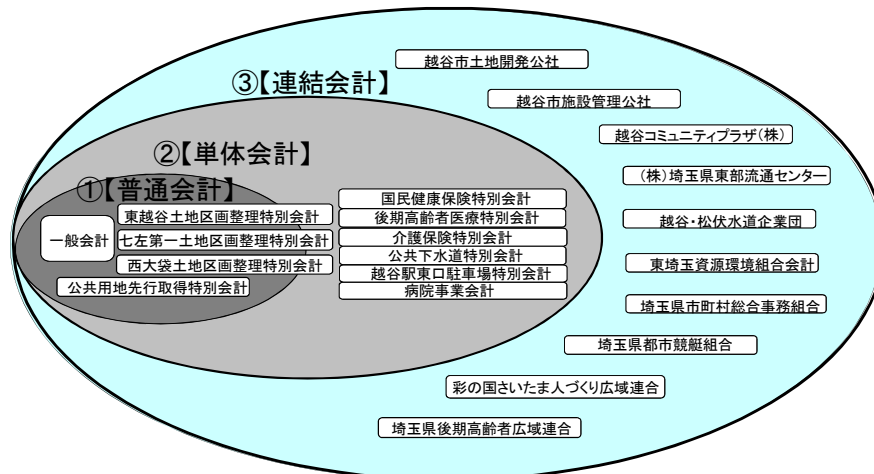 ③【連結会計】
②【単体会計】
①【普通会計】
一般会計
東越谷土地区画整理特別会計
七左第一土地区画整理特別会計
西大袋土地区画整理特別会計
公共用地先行取得特別会計
国民健康保険特別会計
後期高齢者医療特別会計
介護保険特別会計
公共下水道特別会計
越谷駅東口駐車場特別会計
病院事業会計
越谷市土地開発公社
越谷市施設管理公社
越谷コミュニティプラザ(株)
(株)埼玉県東部流通センター
越谷・松伏水道企業団
東埼玉資源環境組合会計
埼玉県市町村総合事務組合
埼玉県都市競艇組合
彩の国さいたま人づくり広域連合
埼玉県後期高齢者広域連合